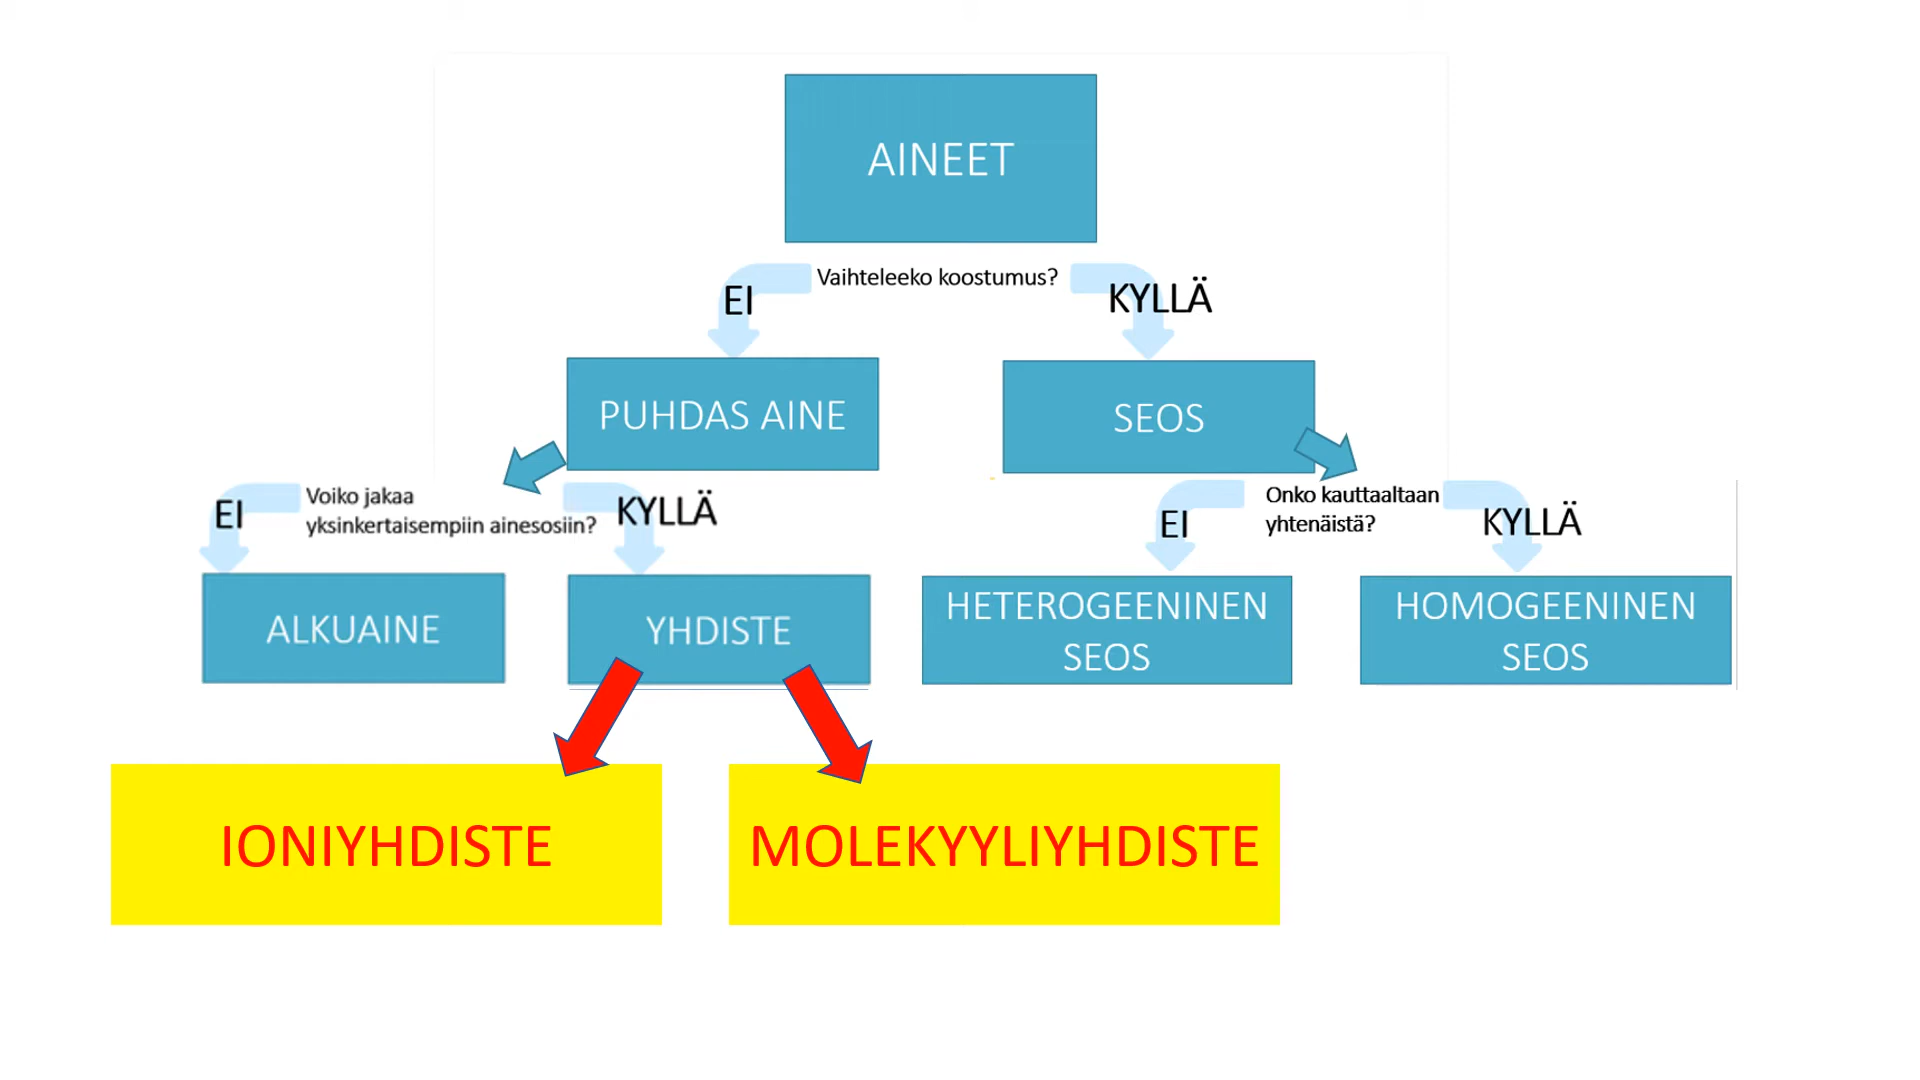 AINEET
Vaihteleeko koostumus?
EI
KYLLÄ
PUHDAS AINE
SEOS
EI
Voiko jakaa
yksinkertaisempiin ainesosiin?
KYLLÄ
EI
Onko kauttaaltaan
yhtenäistä?
KYLLÄ
ALKUAINE
YHDISTE
HETEROGEENINEN
SEOS
HOMOGEENINEN
SEOS
IONIYHDISTE
MOLEKYYLIYHDISTE